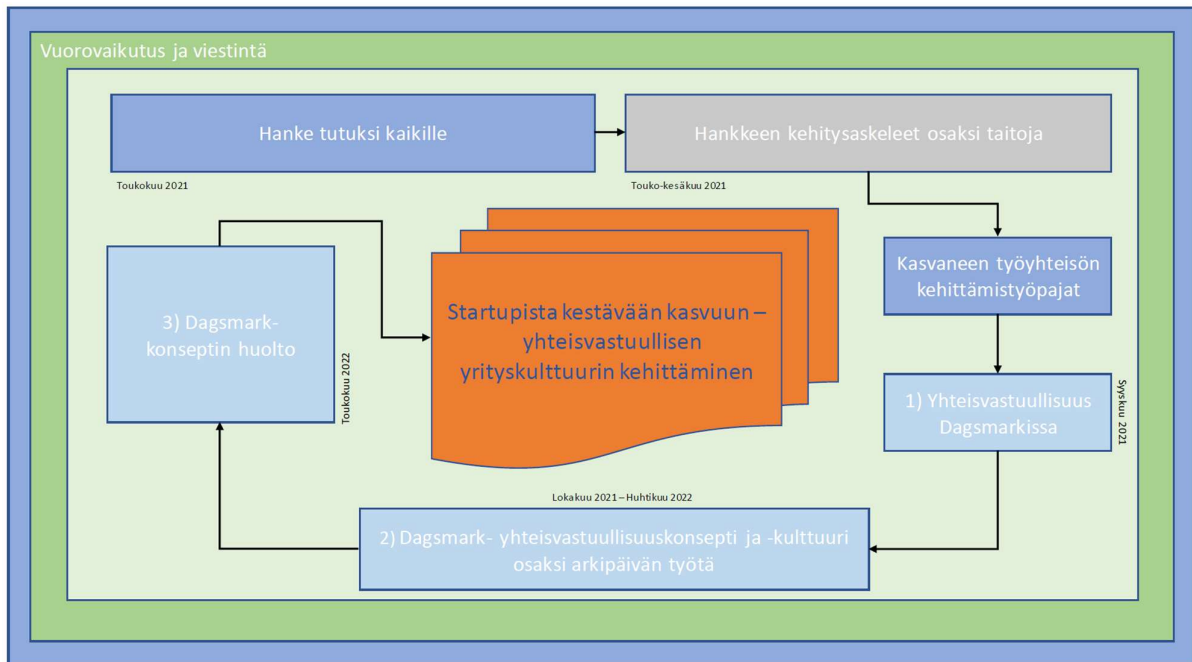 Vuorovaikutus ja viestintä
Hanke tutuksi kaikille
Hankkeen kehitysaskeleet osaksi taitoja
Toukokuu 2021
Touko-kesäkuu 2021
Kasvaneen työyhteisön
kehittämistyöpajat
1) Yhteisvastuullisuus
Dagsmarkissa
Syyskuu 2021
Lokakuu 2021 – Huhtikuu 2022
2) Dagsmark- yhteisvastuullisuuskonsepti ja -kulttuuri
osaksi arkipäivän työtä
3) Dagsmark-
konseptin huolto
Toukokuu 2022
Startupista kestävään kasvuun –
yhteisvastuullisen
yrityskulttuurin kehittäminen